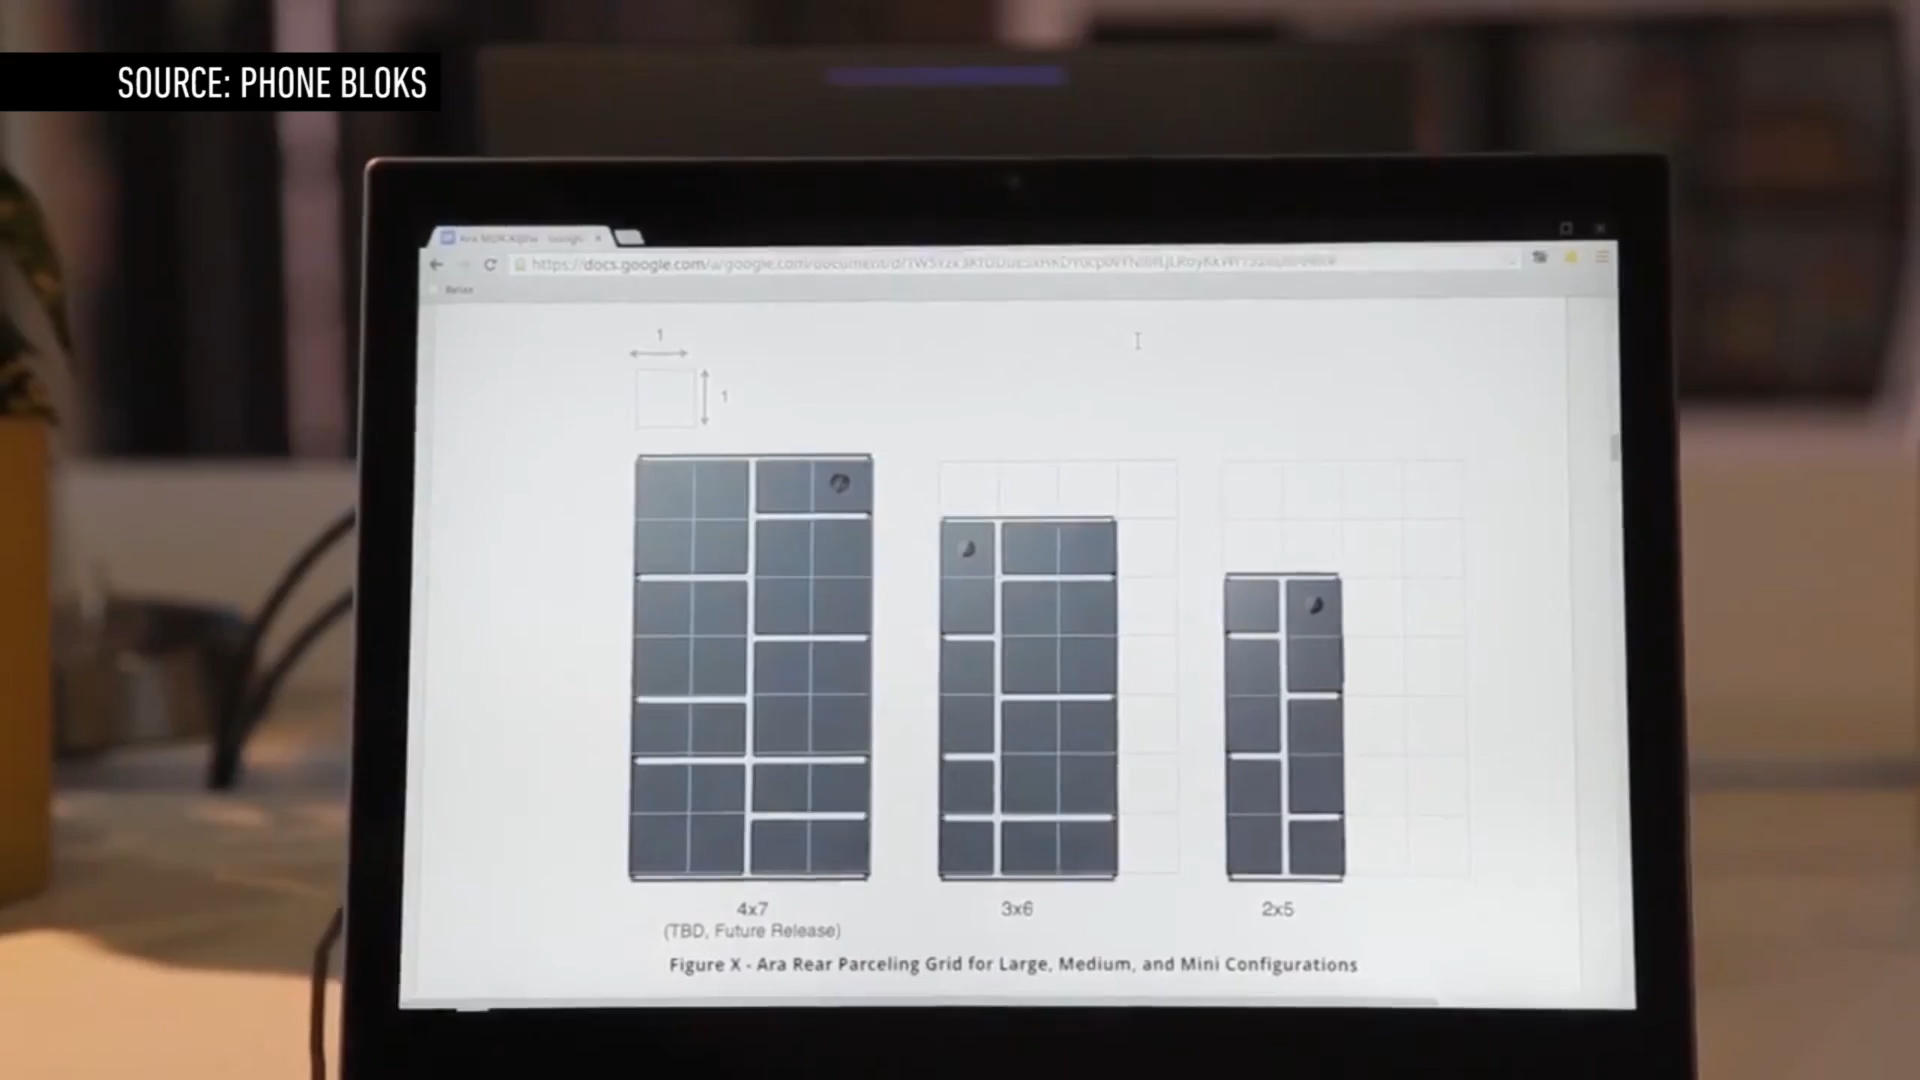 SOURCE: PHONE BLOKS
Relax
1
1
4x7
3x6
2x5
(TBD, Future Release)
Figure X - Ara Rear Parceling Grid for Large, Medium, and Mini Configurations